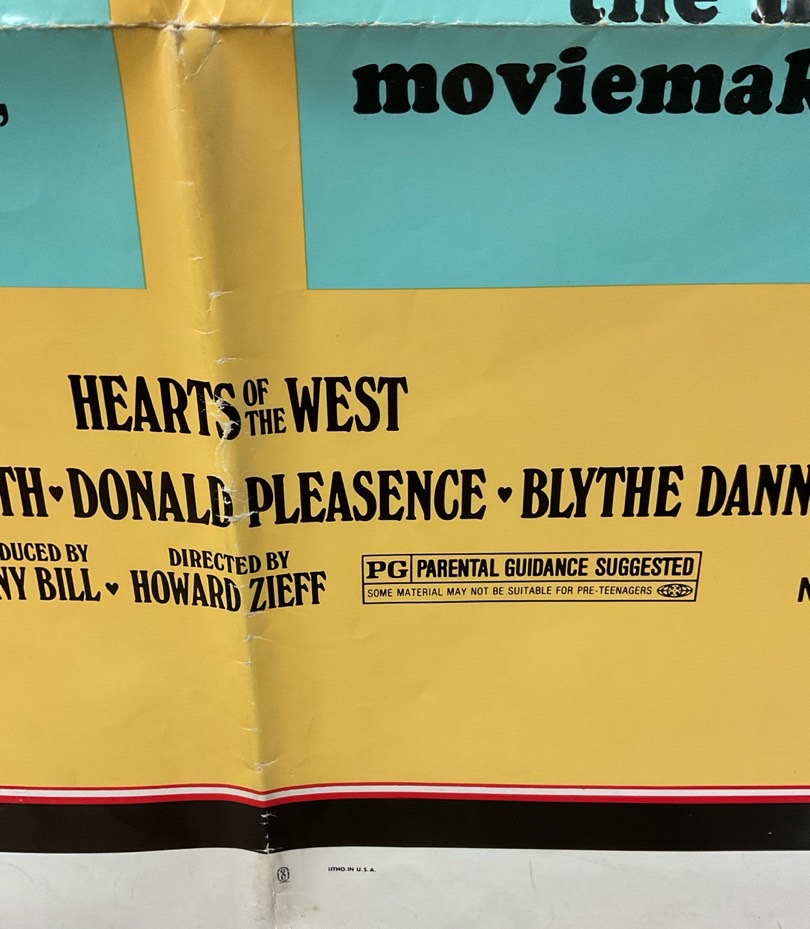 moviemak
HEARTS OF THE WEST
TH • DONALD PLEASENCE • BLYTHE DANN
DUCED BY
DIRECTED BY
NY BILL • HOWARD ZIEFF
PG PARENTAL GUIDANCE SUGGESTED
SOME MATERIAL MAY NOT BE SUITABLE FOR PRE-TEENAGERS
LITHO. IN U.S.A.